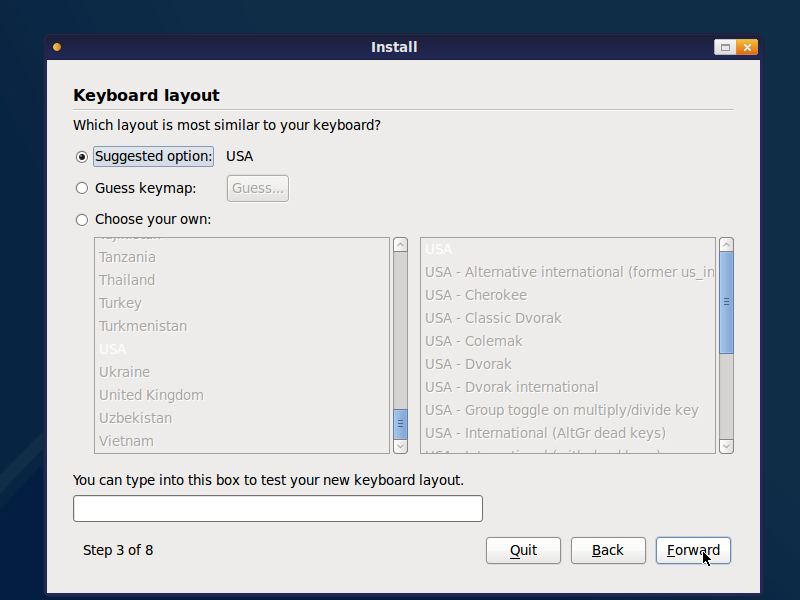 Install
Keyboard layout
Which layout is most similar to your keyboard?
Suggested option: USA
Guess keymap: Guess...
Choose your own:
Tanzania
Thailand
Turkey
Turkmenistan
USA
Ukraine
United Kingdom
Uzbekistan
Vietnam
USA
USA - Alternative international (former us_in
USA - Cherokee
USA - Classic Dvorak
USA - Colemak
USA - Dvorak
USA - Dvorak international
USA - Group toggle on multiply/divide key
USA - International (AltGr dead keys)
You can type into this box to test your new keyboard layout.
Step 3 of 8
Quit
Back
Forward